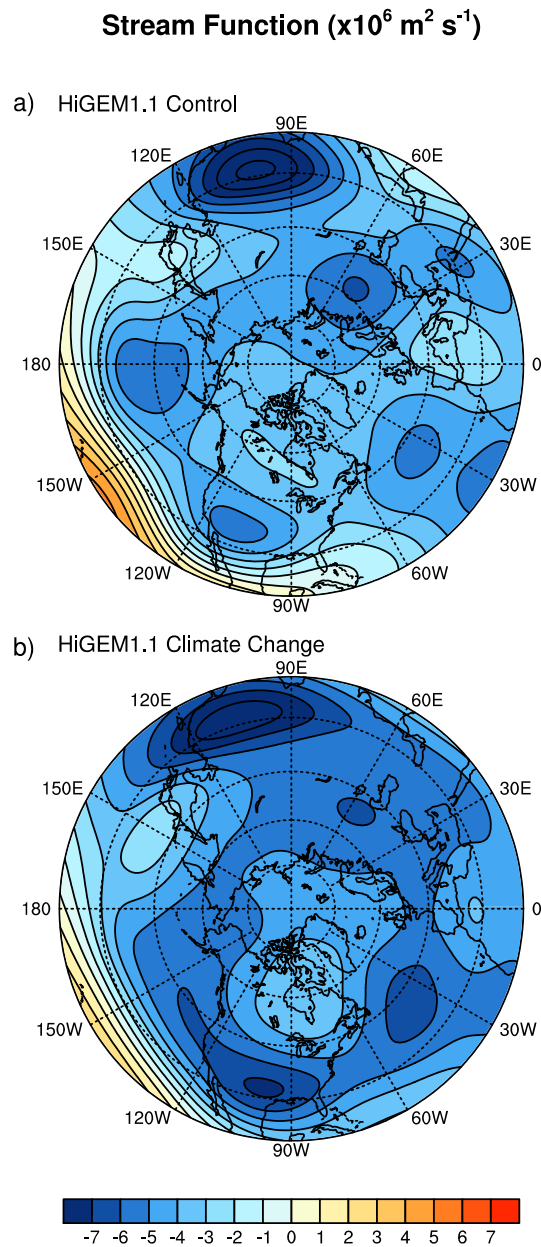 Stream Function (x10⁶ m² s⁻¹)
a) HiGEM1.1 Control
90E
120E 60E
150E 30E
180 0
150W 30W
120W 60W
90W
b) HiGEM1.1 Climate Change
90E
120E 60E
150E 30E
180 0
150W 30W
120W 60W
90W
-7 -6 -5 -4 -3 -2 -1 0 1 2 3 4 5 6 7